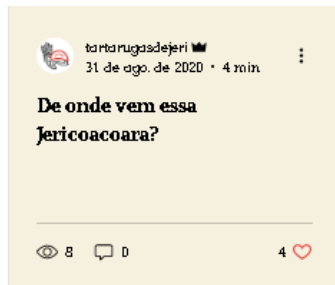 tartarugasdejeri
31 de ago. de 2020 · 4 min
De onde vem essa
Jericoacoara?
8 0 4